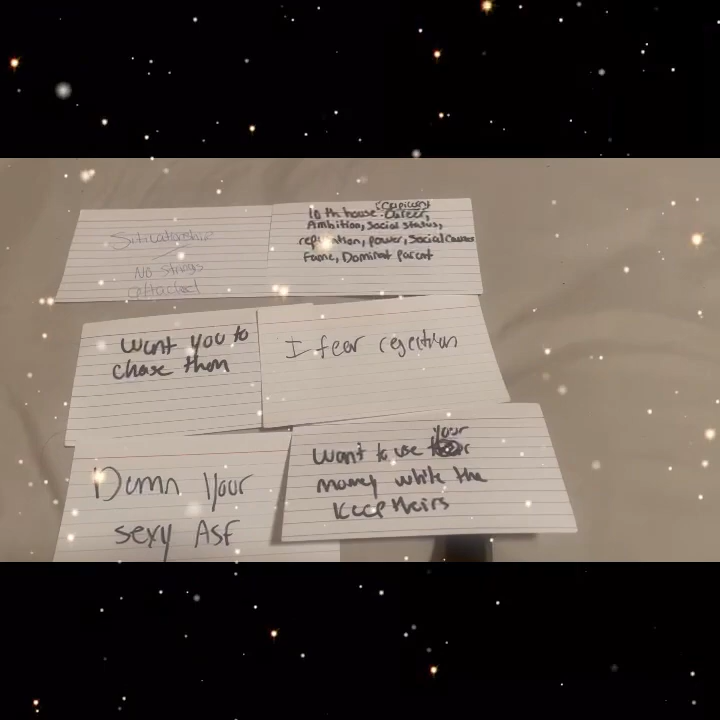 Situationship
No strings
attached
(Capricorn)
10th house: Career,
Ambition, Social status,
reputation, power, Social Causes
Fame, Dominant Parent
Want you to
chase them
I fear rejection
Damn Your
sexy Asf
your
Want to use
money while the
keep theirs